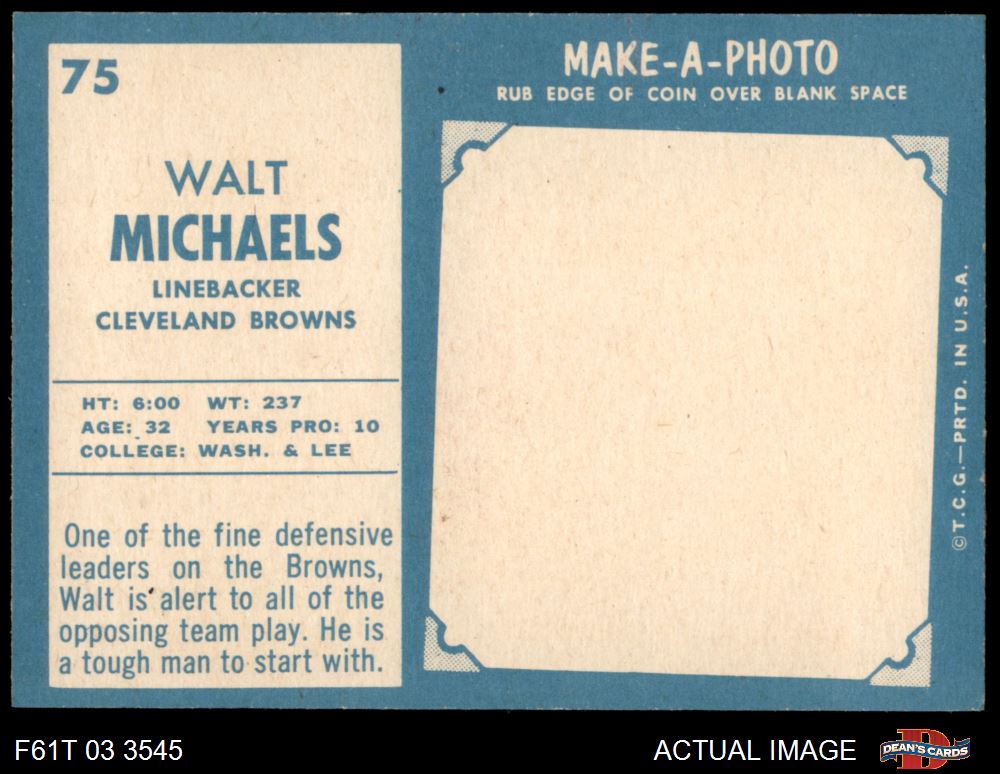 75
WALT
MICHAELS
LINEBACKER
CLEVELAND BROWNS
HT: 6:00 WT: 237
AGE: 32 YEARS PRO: 10
COLLEGE: WASH. & LEE
One of the fine defensive
leaders on the Browns,
Walt is alert to all of the
opposing team play. He is
a tough man to start with.
MAKE-A-PHOTO
RUB EDGE OF COIN OVER BLANK SPACE
©T.C.G.—PRTD. IN U.S.A.
F61T 03 3545
ACTUAL IMAGE
DEAN'S CARDS